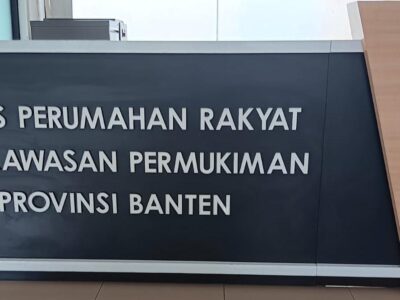 S PERUMAHAN RAKYAT
AWASAN PERMUKIMAN
PROVINSI BANTEN